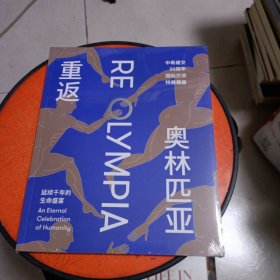 重返
RE OLYMPIA
奥林匹亚
中希建交
50周年
国际交流
特展图录
延续千年的
生命盛宴
An Eternal
Celebration
of Humanity